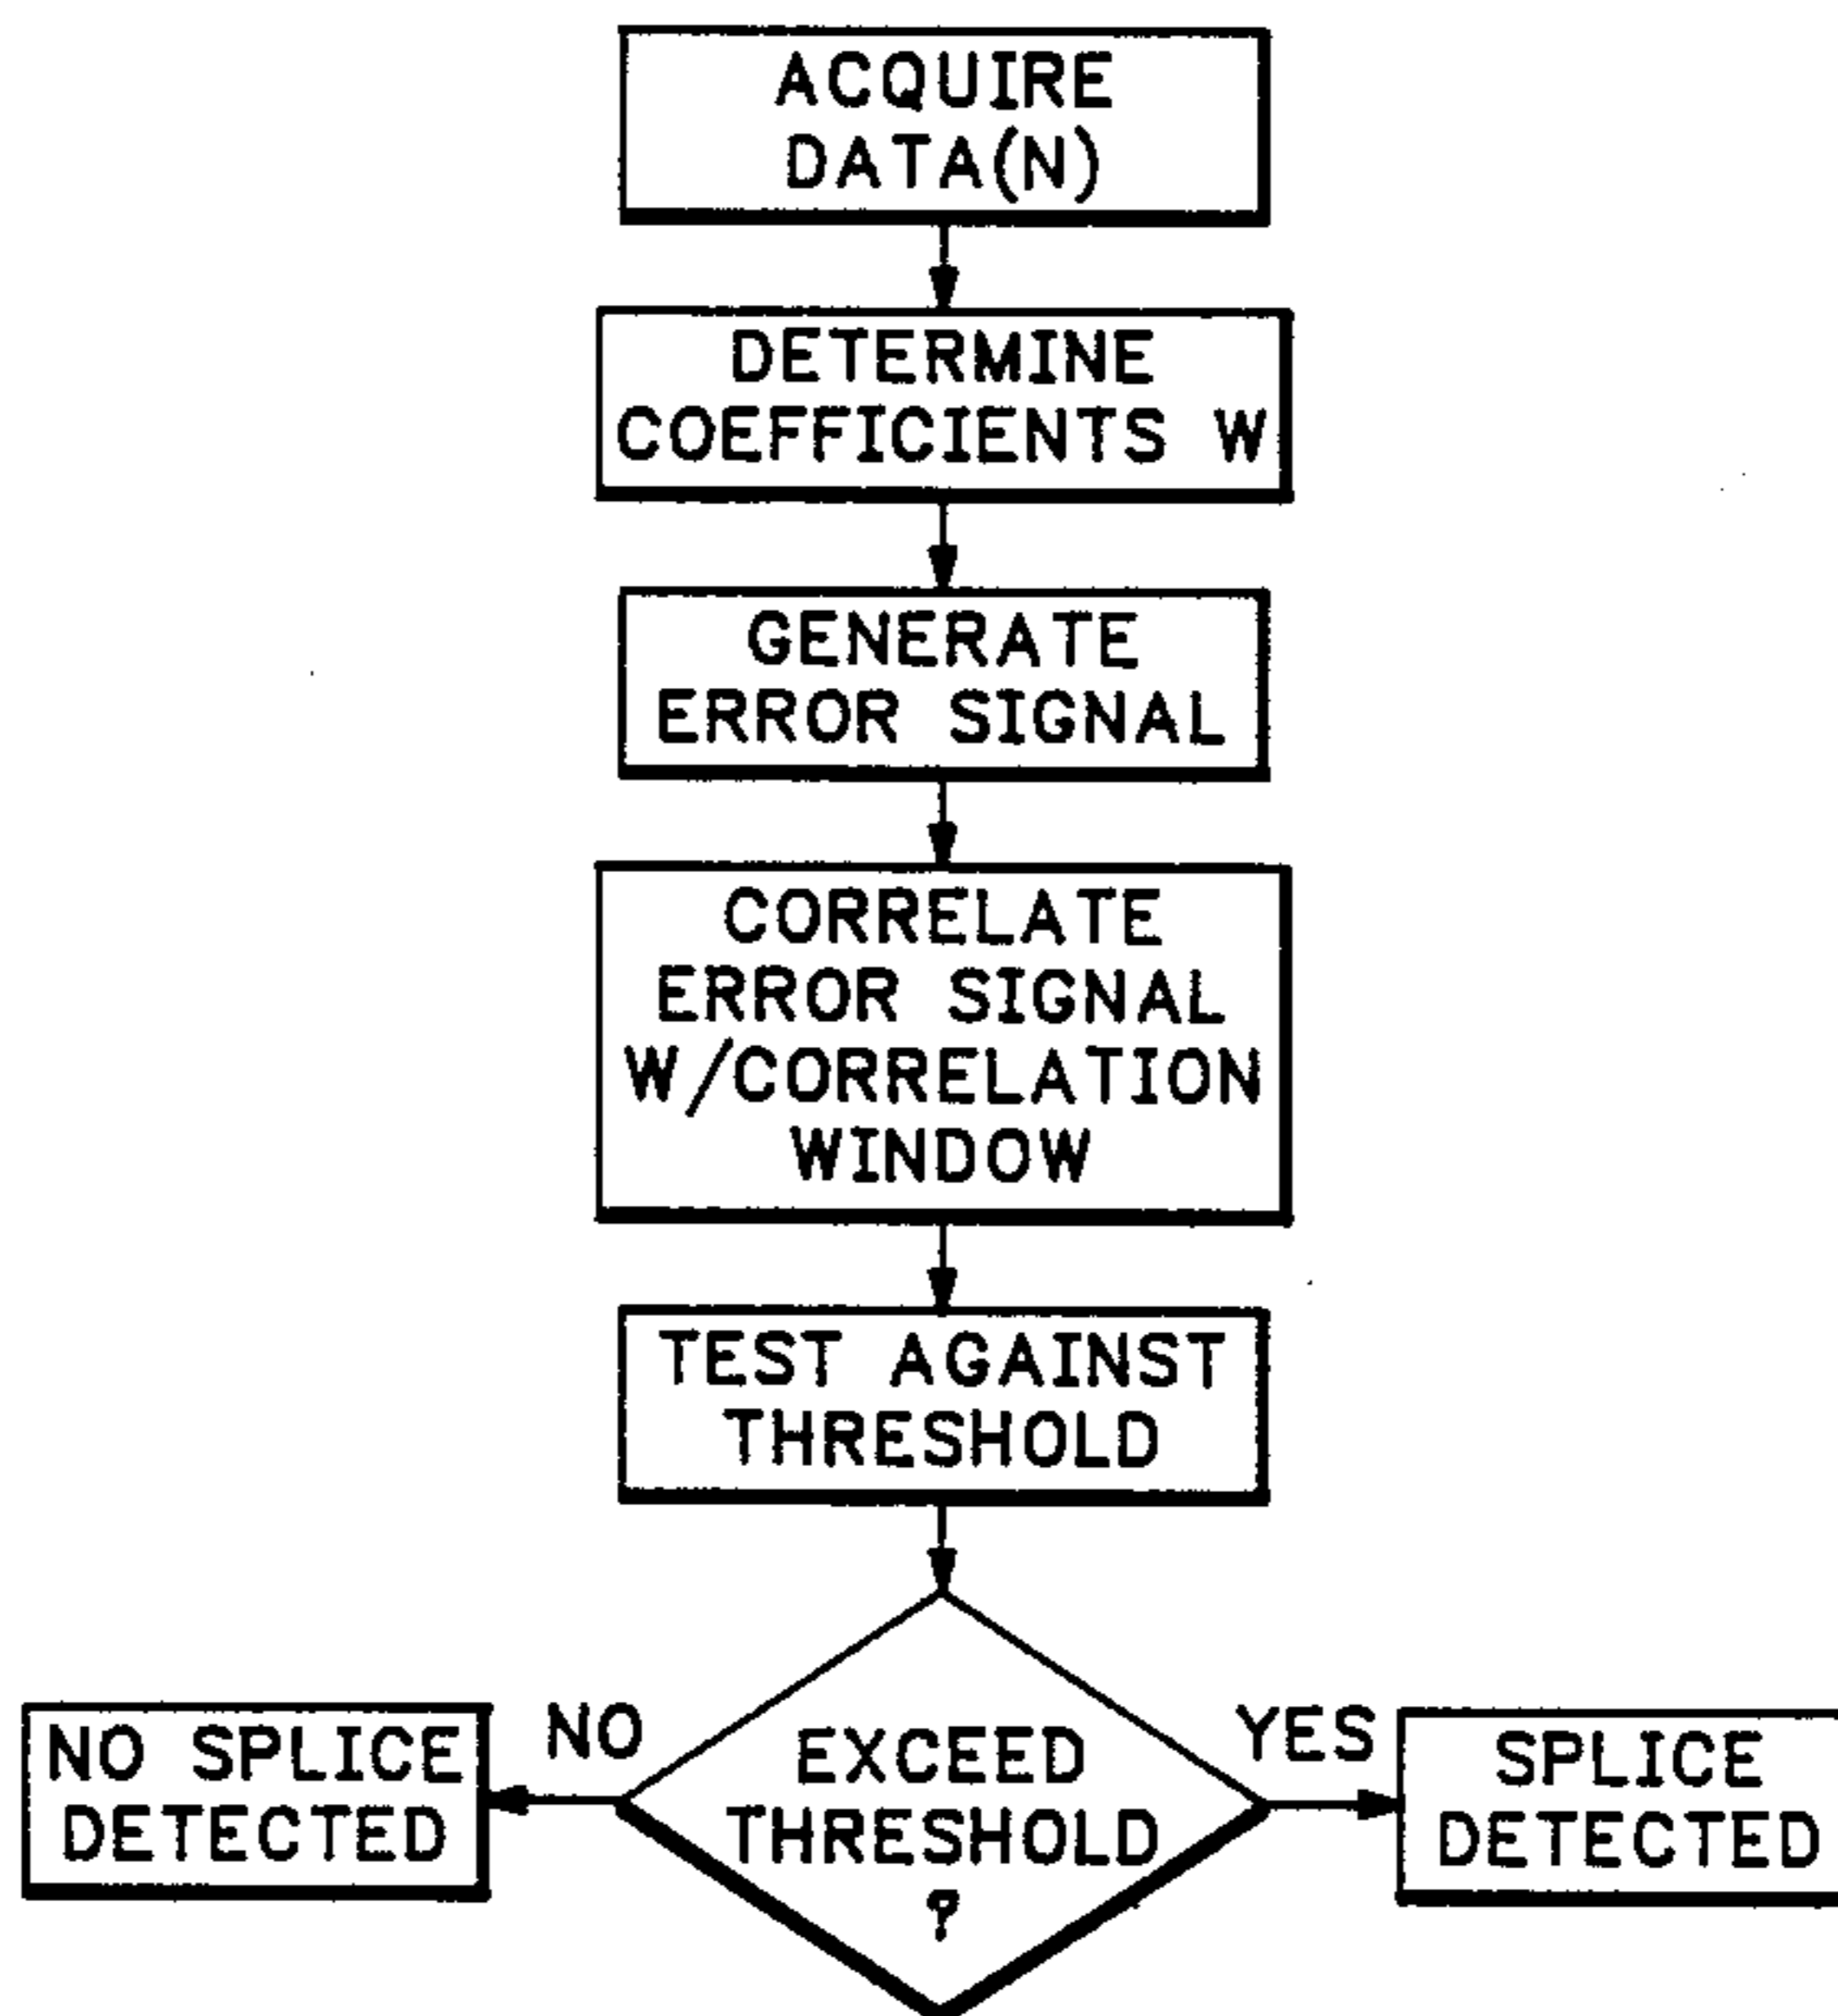 ACQUIRE
DATA(N)
DETERMINE
COEFFICIENTS W
GENERATE
ERROR SIGNAL
CORRELATE
ERROR SIGNAL
W/CORRELATION
WINDOW
TEST AGAINST
THRESHOLD
NO SPLICE
DETECTED
NO
EXCEED
THRESHOLD
?
YES
SPLICE
DETECTED